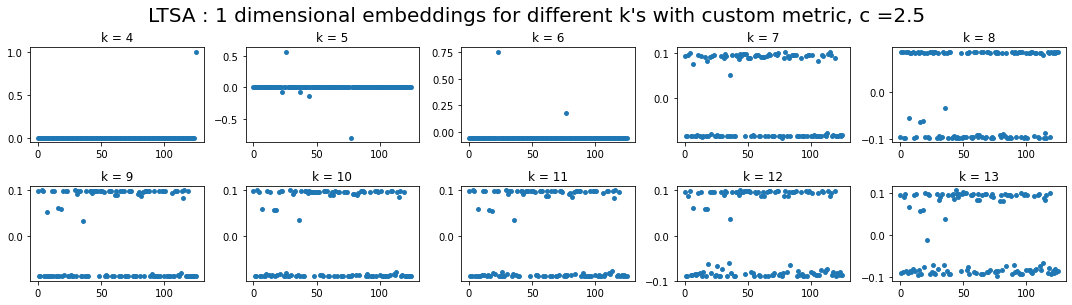 LTSA : 1 dimensional embeddings for different k's with custom metric, c =2.5
k = 4 k = 5 k = 6 k = 7 k = 8
1.0 0.5 0.0 0 50 100
0.5 0.0 −0.5 0 50 100
0.75 0.50 0.25 0.00 0 50 100
0.1 0.0 0 50 100
0.0 −0.1 0 50 100
k = 9 k = 10 k = 11 k = 12 k = 13
0.1 0.0 0 50 100
0.1 0.0 0 50 100
0.1 0.0 0 50 100
0.1 0.0 −0.1 0 50 100
0.1 0.0 −0.1 0 50 100